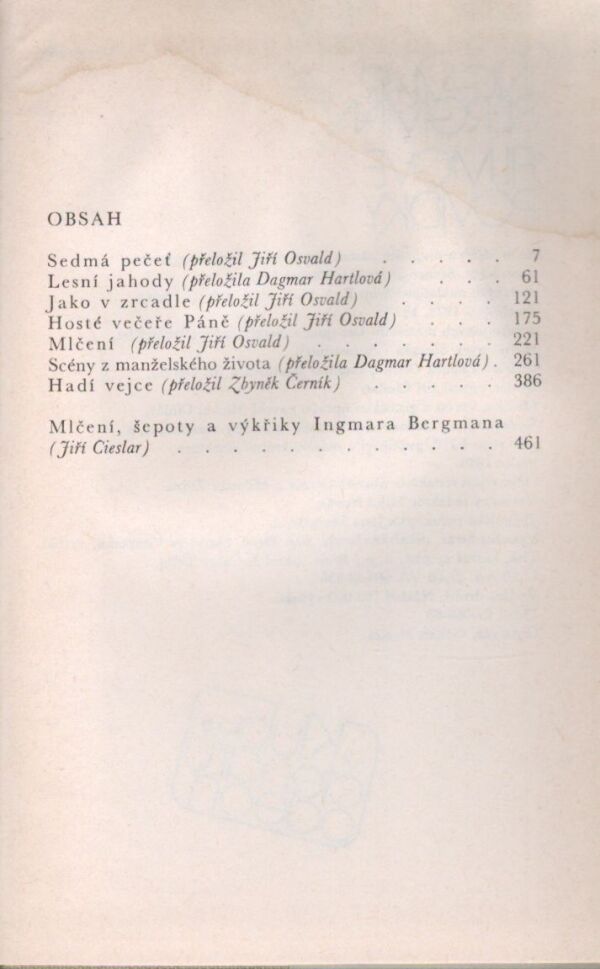 OBSAH
Sedmá pečeť (přeložil Jiří Osvald) . . . . . 7
Lesní jahody (přeložila Dagmar Hartlová) . . . 61
Jako v zrcadle (přeložil Jiří Osvald) . . . . 121
Hosté večeře Páně (přeložil Jiří Osvald) . . . 175
Mlčení (přeložil Jiří Osvald) . . . . . 221
Scény z manželského života (přeložila Dagmar Hartlová) . 261
Hadí vejce (přeložil Zbyněk Černík) . . . . . 386
Mlčení, šepoty a výkřiky Ingmara Bergmana
(Jiří Cieslar) . . . . . . . . . . . . 461